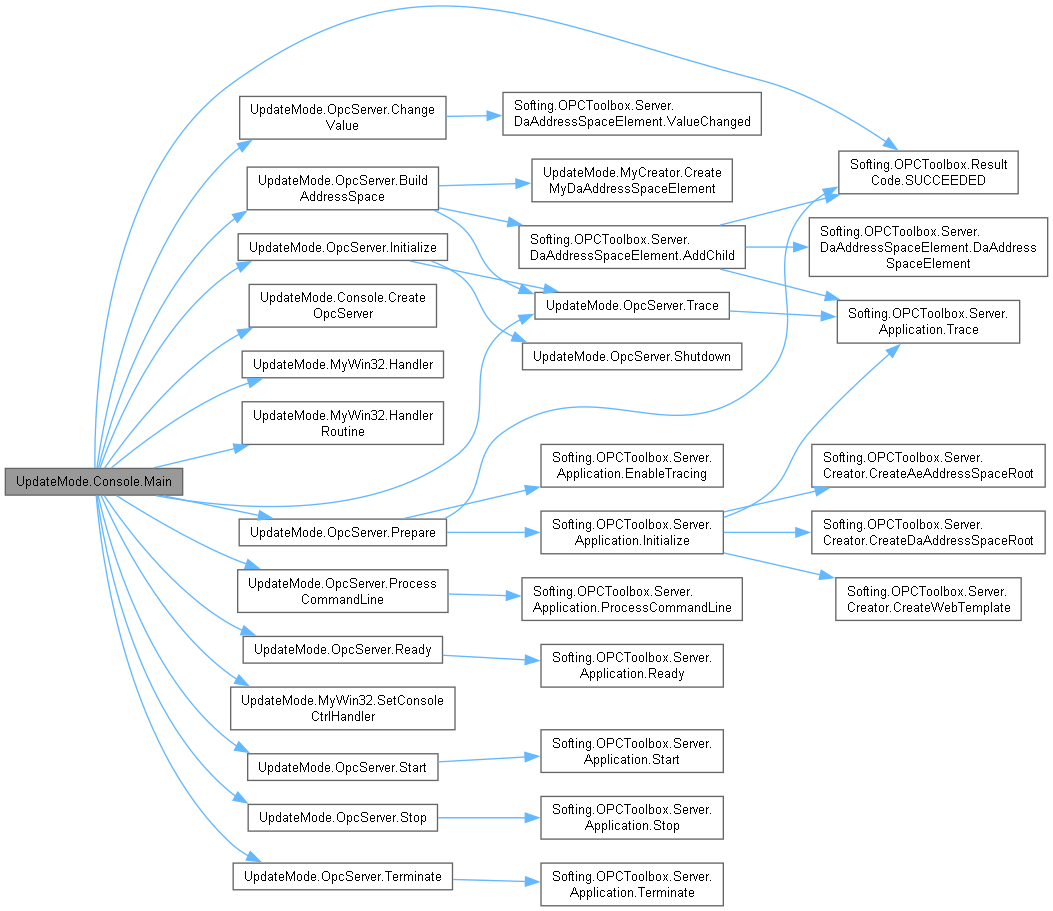 UpdateMode.Console.Main
UpdateMode.OpcServer.Change
Value
UpdateMode.OpcServer.Build
AddressSpace
UpdateMode.OpcServer.Initialize
UpdateMode.Console.Create
OpcServer
UpdateMode.MyWin32.Handler
UpdateMode.MyWin32.Handler
Routine
UpdateMode.OpcServer.Prepare
UpdateMode.OpcServer.Process
CommandLine
UpdateMode.OpcServer.Ready
UpdateMode.MyWin32.SetConsole
CtrlHandler
UpdateMode.OpcServer.Start
UpdateMode.OpcServer.Stop
UpdateMode.OpcServer.Terminate
Softing.OPCToolbox.Server.
DaAddressSpaceElement.ValueChanged
UpdateMode.MyCreator.Create
MyDaAddressSpaceElement
Softing.OPCToolbox.Server.
DaAddressSpaceElement.AddChild
UpdateMode.OpcServer.Trace
UpdateMode.OpcServer.Shutdown
Softing.OPCToolbox.Server.
Application.EnableTracing
Softing.OPCToolbox.Server.
Application.Initialize
Softing.OPCToolbox.Server.
Application.ProcessCommandLine
Softing.OPCToolbox.Server.
Application.Ready
Softing.OPCToolbox.Server.
Application.Start
Softing.OPCToolbox.Server.
Application.Stop
Softing.OPCToolbox.Server.
Application.Terminate
Softing.OPCToolbox.Result
Code.SUCCEEDED
Softing.OPCToolbox.Server.
DaAddressSpaceElement.DaAddress
SpaceElement
Softing.OPCToolbox.Server.
Application.Trace
Softing.OPCToolbox.Server.
Creator.CreateAeAddressSpaceRoot
Softing.OPCToolbox.Server.
Creator.CreateDaAddressSpaceRoot
Softing.OPCToolbox.Server.
Creator.CreateWebTemplate